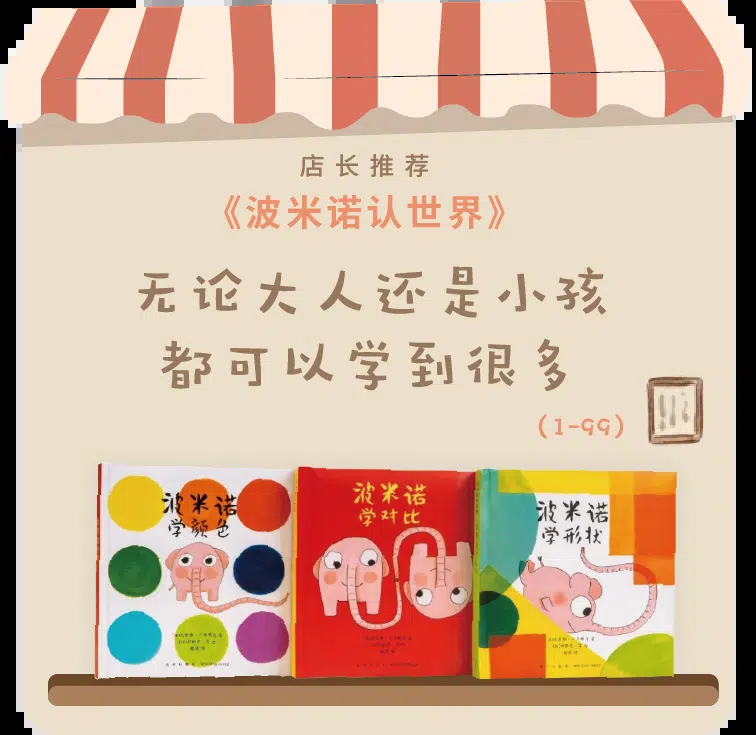 店长推荐
《波米诺认世界》
无论大人还是小孩
都可以学到很多
(1-99)
波米诺
学颜色
波米诺
学对比
波米诺
学形状